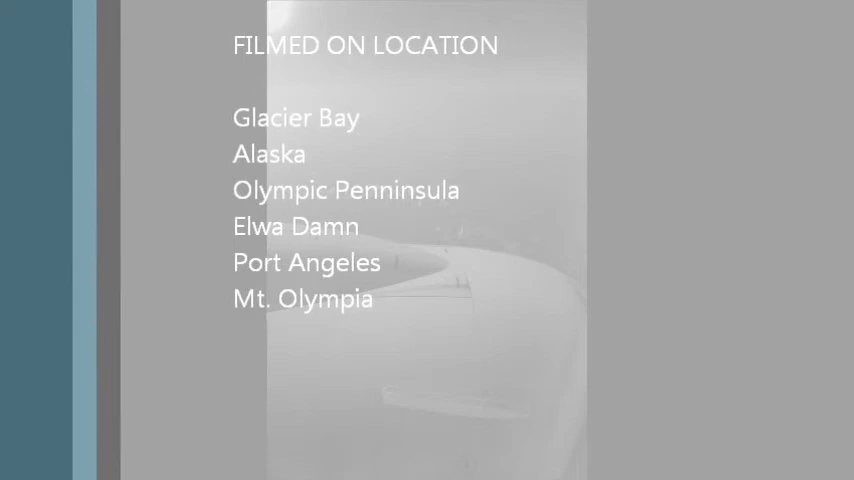 FILMED ON LOCATION
Glacier Bay
Alaska
Olympic Penninsula
Elwa Damn
Port Angeles
Mt. Olympia